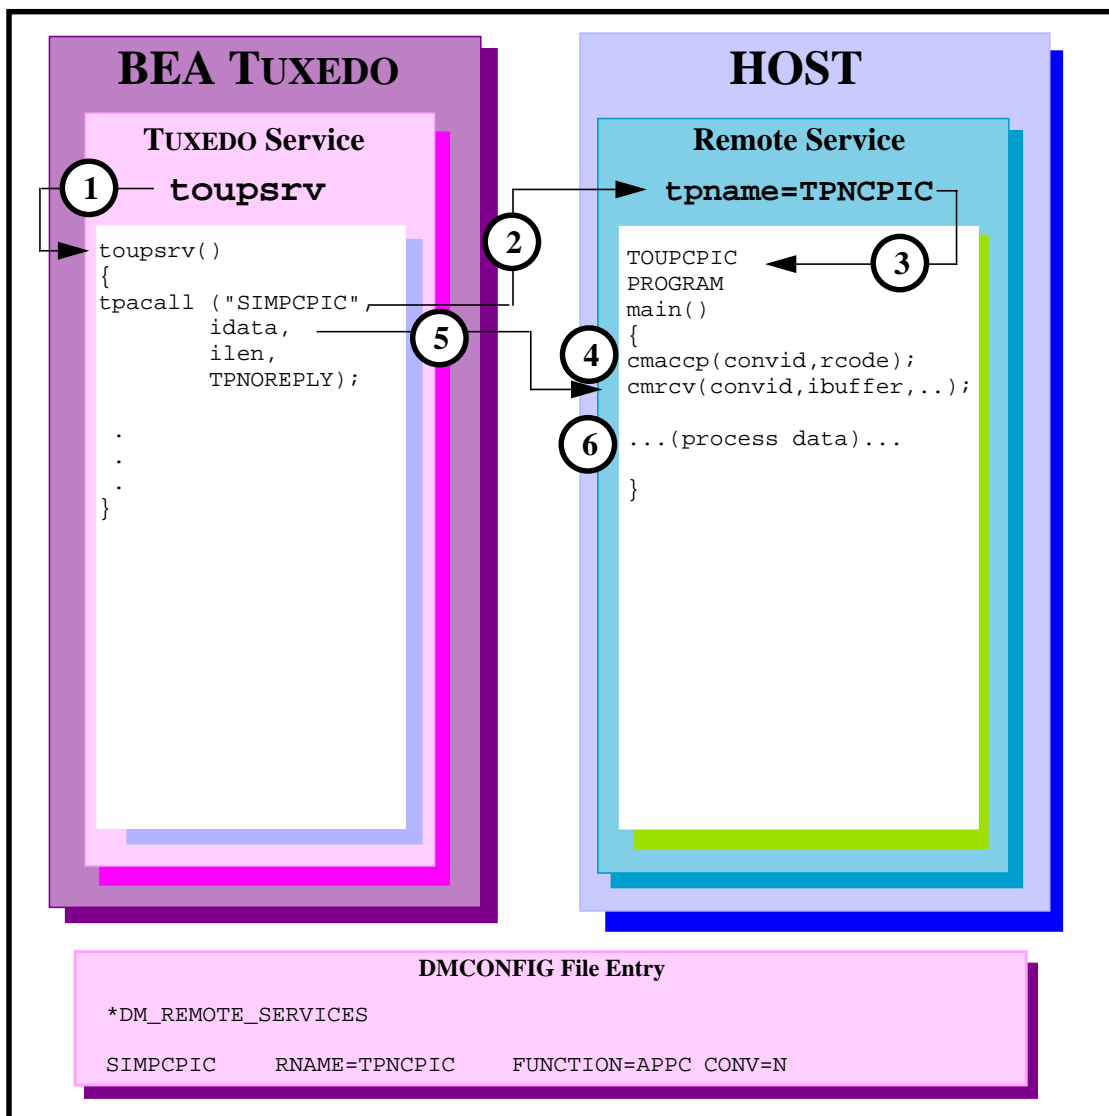 BEA TUXEDO
TUXEDO Service
1
toupsrv
toupsrv()
{
tpacall ("SIMPCPIC",
idata,
ilen,
TPNOREPLY);
.
.
.
}
2
5
HOST
Remote Service
tpname=TPNCPIC
3
TOUPCPIC
PROGRAM
main()
{
4
cmaccp(convid,rcode);
cmrcv(convid,ibuffer,..);
6
...(process data)...
}
DMCONFIG File Entry
*DM_REMOTE_SERVICES
SIMPCPIC RNAME=TPNCPIC FUNCTION=APPC CONV=N